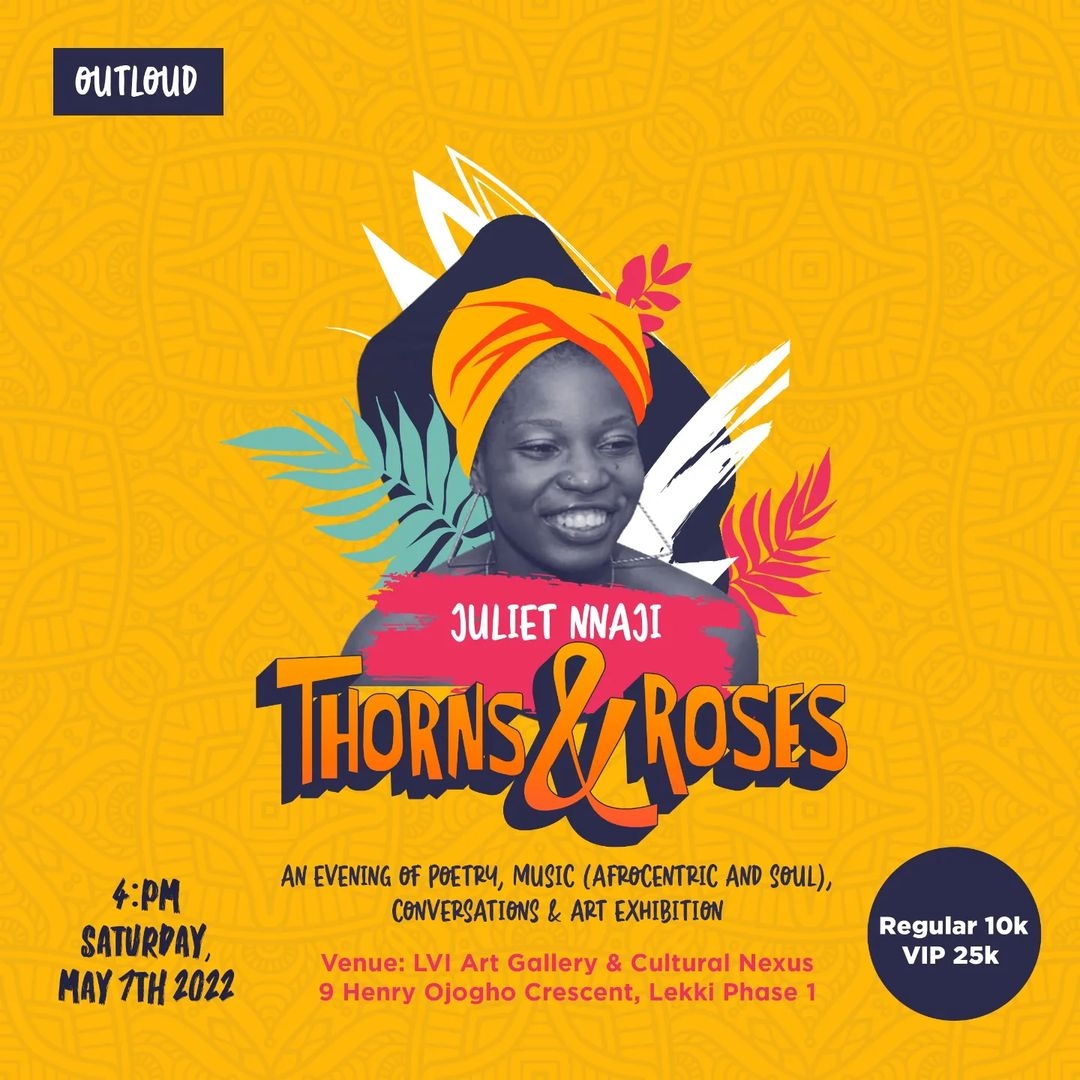 OUTLOUD
JULIET NNAJI
THORNS & ROSES
AN EVENING OF POETRY, MUSIC (AFROCENTRIC AND SOUL),
CONVERSATIONS & ART EXHIBITION
Venue: LVI Art Gallery & Cultural Nexus
9 Henry Ojogho Crescent, Lekki Phase 1
4:PM
SATURDAY,
MAY 7TH 2022
Regular 10k
VIP 25k